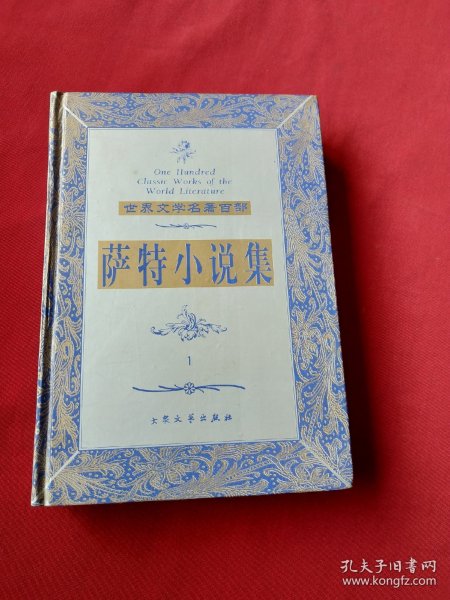 One Hundred
Classic Works of the
World Literature
世界文学名著百部
萨特小说集
1
大众文学出版社
孔夫子旧书网
www.kongfz.com